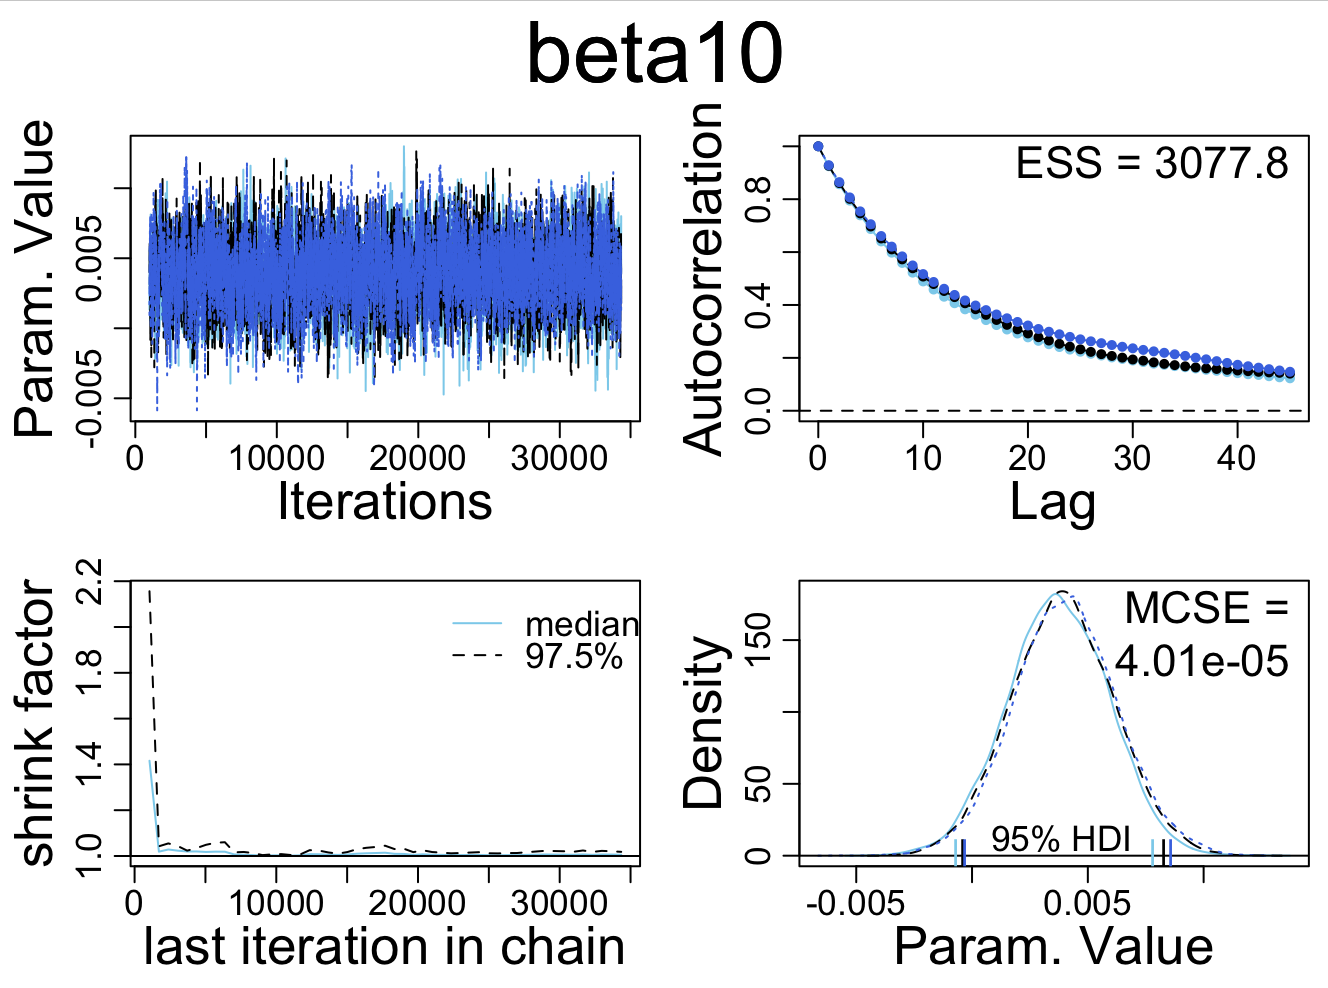 beta10
Param. Value
-0.005 0.005
0 10000 20000 30000
Iterations
Autocorrelation
0.0 0.4 0.8
ESS = 3077.8
0 10 20 30 40
Lag
shrink factor
1.0 1.4 1.8 2.2
median
97.5%
0 10000 20000 30000
last iteration in chain
Density
0 50 150
MCSE =
4.01e-05
95% HDI
-0.005 0.005
Param. Value